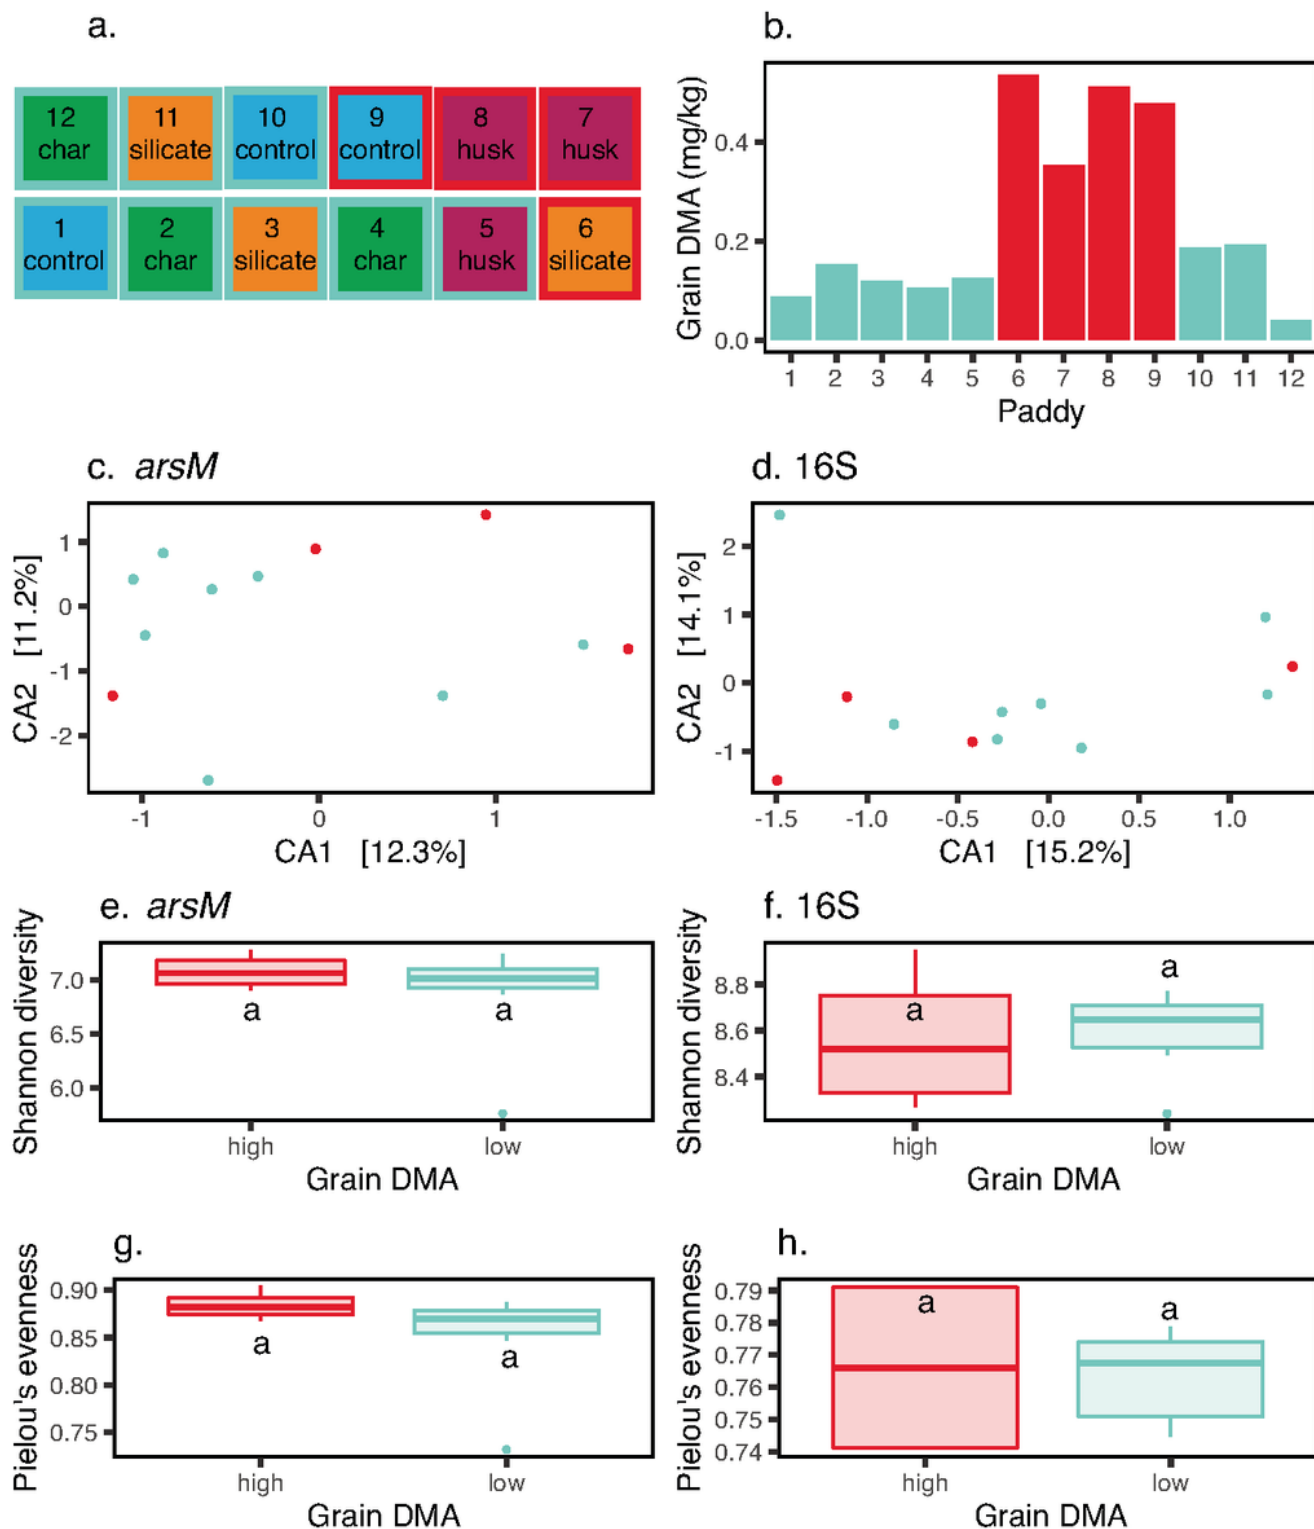 a.
12 11 10 9 8 7
char silicate control control husk husk
1 2 3 4 5 6
control char silicate char husk silicate
b.
Grain DMA (mg/kg)
0.4
0.2
0.0
1 2 3 4 5 6 7 8 9 10 11 12
Paddy
c. arsM
CA2 [11.2%]
1
0
-1
-2
-1 0 1
CA1 [12.3%]
d. 16S
CA2 [14.1%]
2
1
0
-1
-1.5 -1.0 -0.5 0.0 0.5 1.0
CA1 [15.2%]
e. arsM
Shannon diversity
7.0
6.5
6.0
a a
high low
Grain DMA
f. 16S
Shannon diversity
8.8
8.6
8.4
a a
high low
Grain DMA
g.
Pielou's evenness
0.90
0.85
0.80
0.75
a a
high low
Grain DMA
h.
Pielou's evenness
0.79
0.78
0.77
0.76
0.75
0.74
a a
high low
Grain DMA